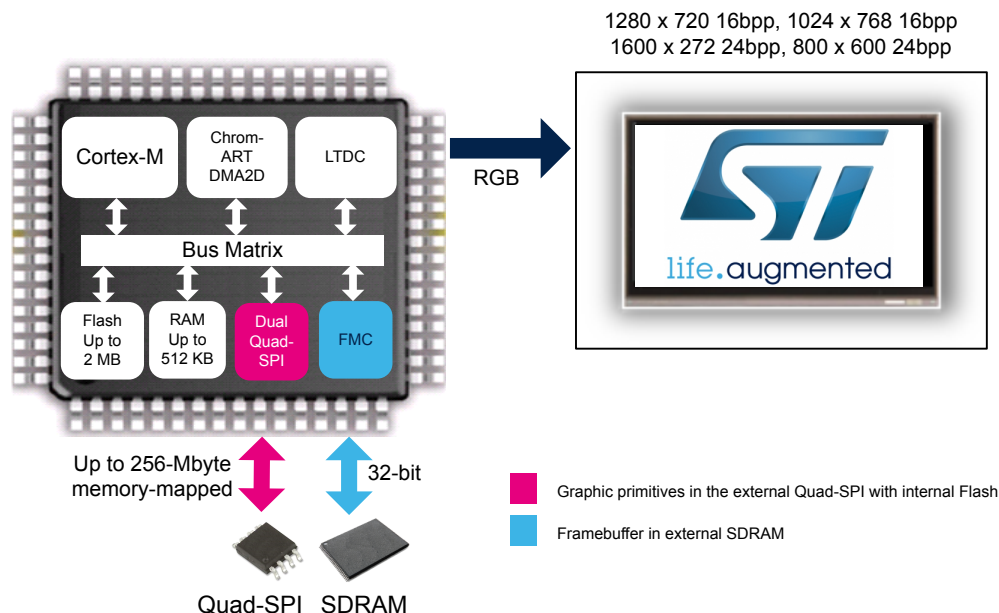 1280 x 720 16bpp, 1024 x 768 16bpp
1600 x 272 24bpp, 800 x 600 24bpp
Cortex-M
Chrom-
ART
DMA2D
LTDC
RGB
life.augmented
Bus Matrix
Flash
Up to
2 MB
RAM
Up to
512 KB
Dual
Quad-
SPI
FMC
Up to 256-Mbyte
memory-mapped
32-bit
Graphic primitives in the external Quad-SPI with internal Flash
Framebuffer in external SDRAM
Quad-SPI
SDRAM